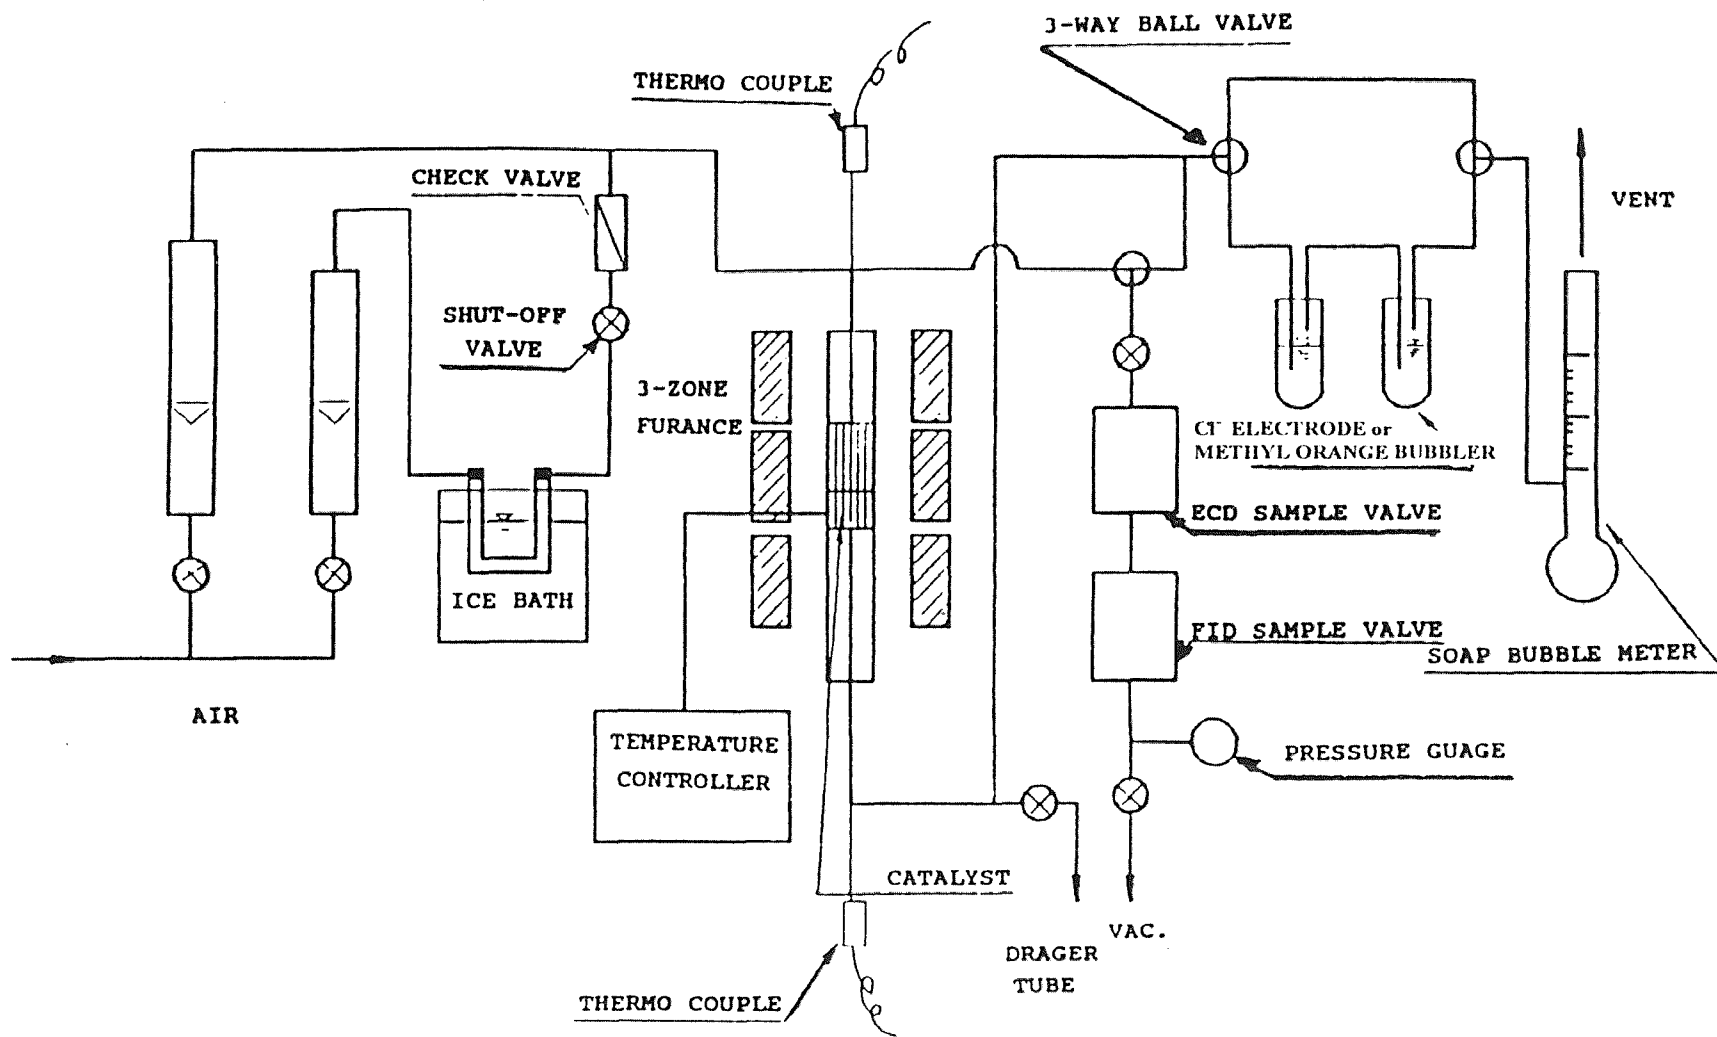 3-WAY BALL VALVE
THERMO COUPLE
CHECK VALVE
VENT
SHUT-OFF
VALVE
3-ZONE
FURANCE
CL⁻ ELECTRODE or
METHYL ORANGE BUBBLER
ECD SAMPLE VALVE
ICE BATH
FID SAMPLE VALVE
SOAP BUBBLE METER
AIR
TEMPERATURE
CONTROLLER
PRESSURE GUAGE
CATALYST
VAC.
DRAGER
TUBE
THERMO COUPLE